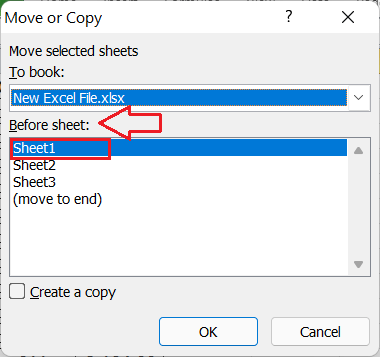 Move or Copy
?
Move selected sheets
To book:
New Excel File.xlsx
Before sheet:
Sheet1
Sheet2
Sheet3
(move to end)
Create a copy
OK
Cancel